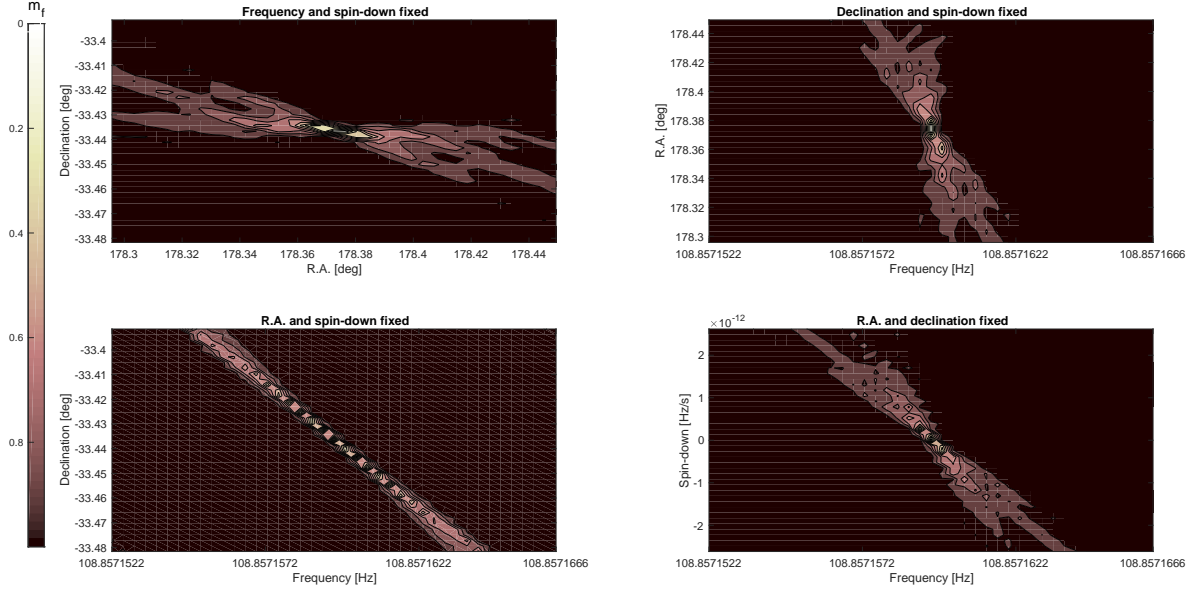 m_f
0
0.2
0.4
0.6
0.8
Frequency and spin-down fixed
Declination [deg]
-33.4
-33.41
-33.42
-33.43
-33.44
-33.45
-33.46
-33.47
-33.48
178.3 178.32 178.34 178.36 178.38 178.4 178.42 178.44
R.A. [deg]
Declination and spin-down fixed
R.A. [deg]
178.44
178.42
178.4
178.38
178.36
178.34
178.32
178.3
108.8571522 108.8571572 108.8571622 108.8571666
Frequency [Hz]
R.A. and spin-down fixed
Declination [deg]
-33.4
-33.41
-33.42
-33.43
-33.44
-33.45
-33.46
-33.47
-33.48
108.8571522 108.8571572 108.8571622 108.8571666
Frequency [Hz]
R.A. and declination fixed
×10^-12
Spin-down [Hz/s]
2
1
0
-1
-2
108.8571522 108.8571572 108.8571622 108.8571666
Frequency [Hz]